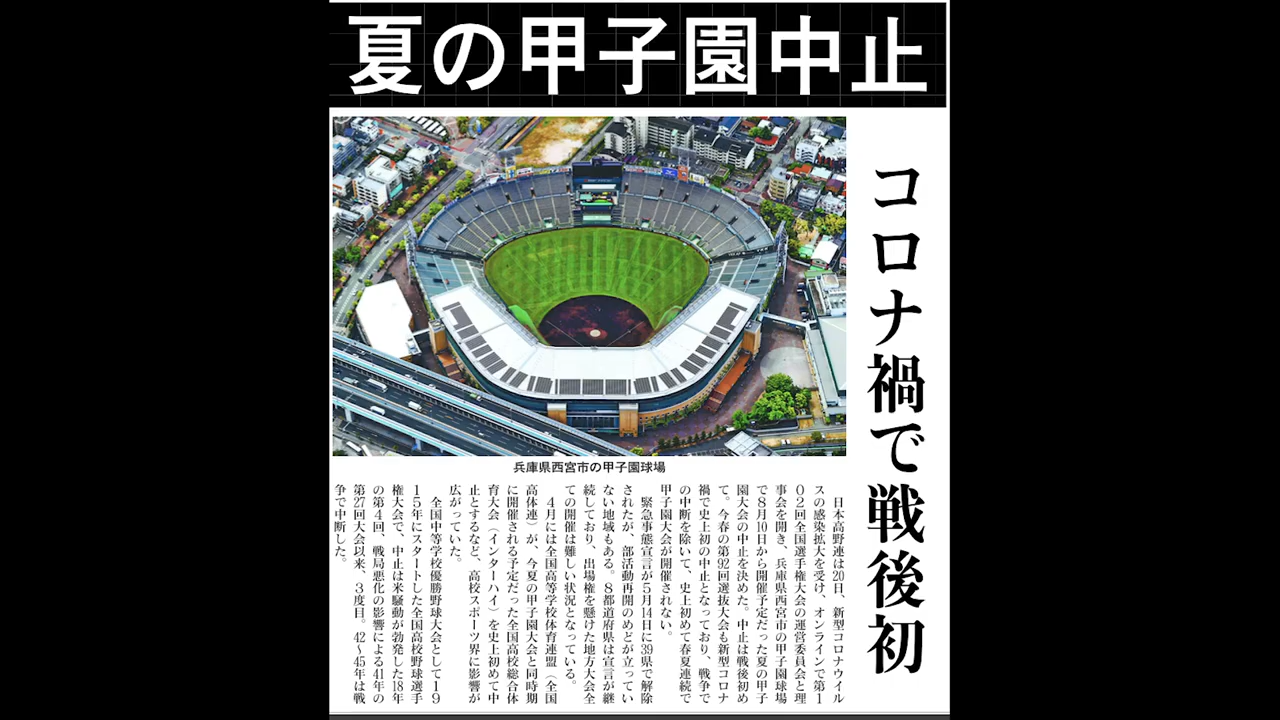 夏の甲子園中止
コロナ禍で戦後初
兵庫県西宮市の甲子園球場
日本高野連は20日、新型コロナウイル
スの感染拡大を受け、オンラインで第1
02回全国選手権大会の運営委員会と理
事会を開き、兵庫県西宮市の甲子園球場
で8月10日から開催予定だった夏の甲子
園大会の中止を決めた。中止は戦後初め
て。今春の第92回選抜大会も新型コロナ
禍で史上初の中止となっており、戦争で
の中断を除いて、史上初めて春夏連続で
甲子園大会が開催されない。
緊急事態宣言が5月14日に39県で解除
されたが、部活動再開のめどが立ってい
ない地域もある。8都道府県は宣言が継
続しており、出場権を懸けた地方大会全
ての開催は難しい状況となっている。
4月には全国高等学校体育連盟(全国
高体連)が、今夏の甲子園大会と同時期
に開催される予定だった全国高校総合体
育大会(インターハイ)を史上初めて中
止とするなど、高校スポーツ界に影響が
広がっていた。
全国中等学校優勝野球大会として19
15年にスタートした全国高校野球選手
権大会で、中止は米騒動が勃発した18年
の第4回、戦局悪化の影響による41年の
第27回大会以来、3度目。42〜45年は戦
争で中断した。